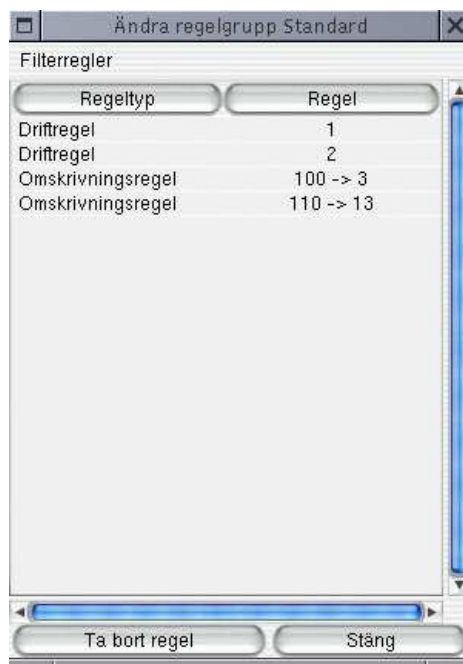 Ändra regelgrupp Standard
Filterregler
Regeltyp Regel
Driftregel 1
Driftregel 2
Omskrivningsregel 100 -> 3
Omskrivningsregel 110 -> 13
Ta bort regel Stäng